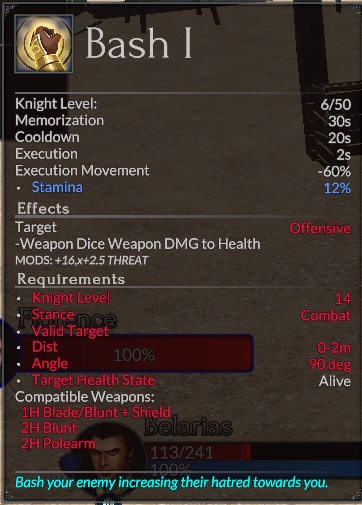 Bash I
Knight Level: 6/50
Memorization 30s
Cooldown 20s
Execution 2s
Execution Movement -60%
• Stamina 12%
Effects
Target Offensive
-Weapon Dice Weapon DMG to Health
MODS: +16,x+2.5 THREAT
Requirements
• Knight Level 14
• Stance Combat
• Valid Target
• Dist 0-2m
• Angle 90 deg
100%
• Target Health State Alive
Compatible Weapons:
1H Blade/Blunt + Shield
2H Blunt
2H Polearm
Belarias
113/241
100%
Bash your enemy increasing their hatred towards you.